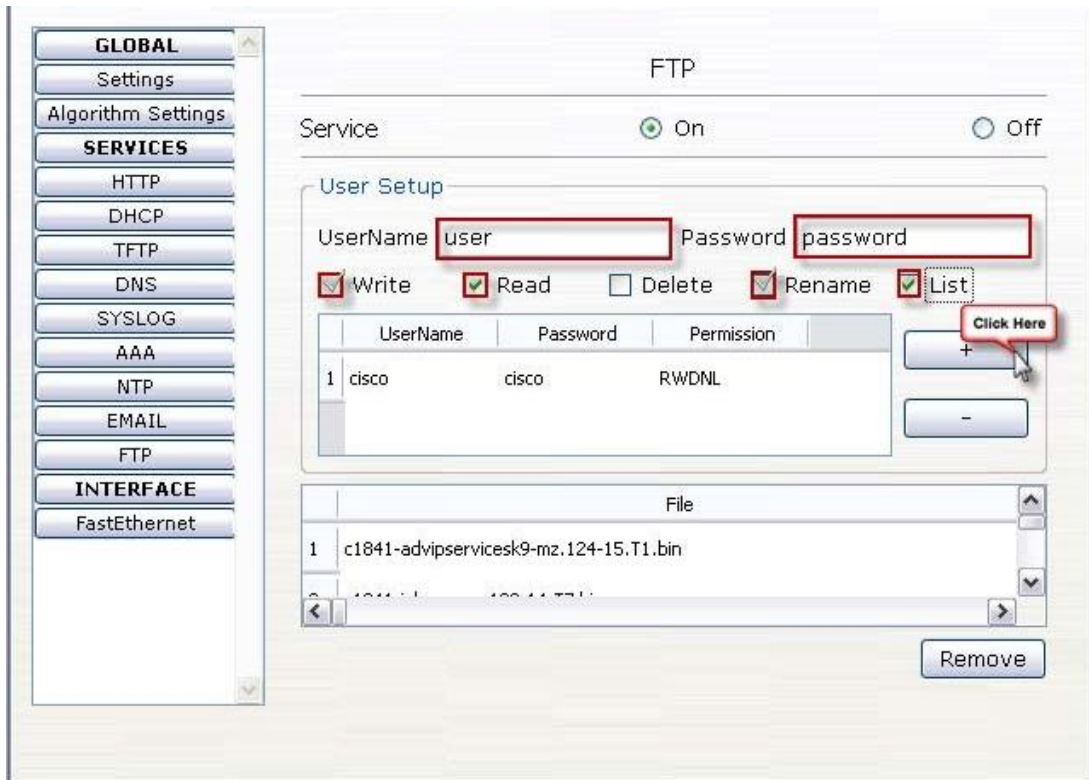 GLOBAL
Settings
Algorithm Settings
SERVICES
HTTP
DHCP
TFTP
DNS
SYSLOG
AAA
NTP
EMAIL
FTP
INTERFACE
FastEthernet
FTP
Service On Off
User Setup
UserName user Password password
Write Read Delete Rename List
Click Here
UserName Password Permission
1 cisco cisco RWDNL
+
-
File
1 c1841-advipservicesk9-mz.124-15.T1.bin
Remove